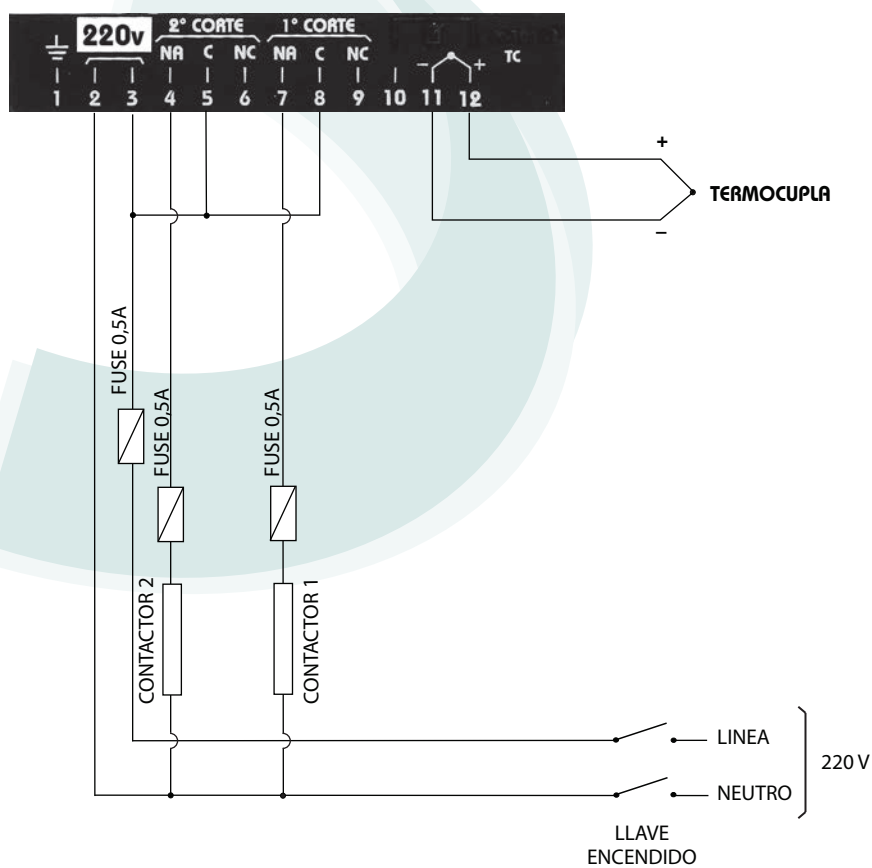 2º CORTE 1º CORTE
220v NA C NC NA C NC - + TC
1 2 3 4 5 6 7 8 9 10 11 12
+
TERMOCUPLA
–
FUSE 0,5A
FUSE 0,5A
FUSE 0,5A
CONTACTOR 2
CONTACTOR 1
LINEA
220 V
NEUTRO
LLAVE
ENCENDIDO